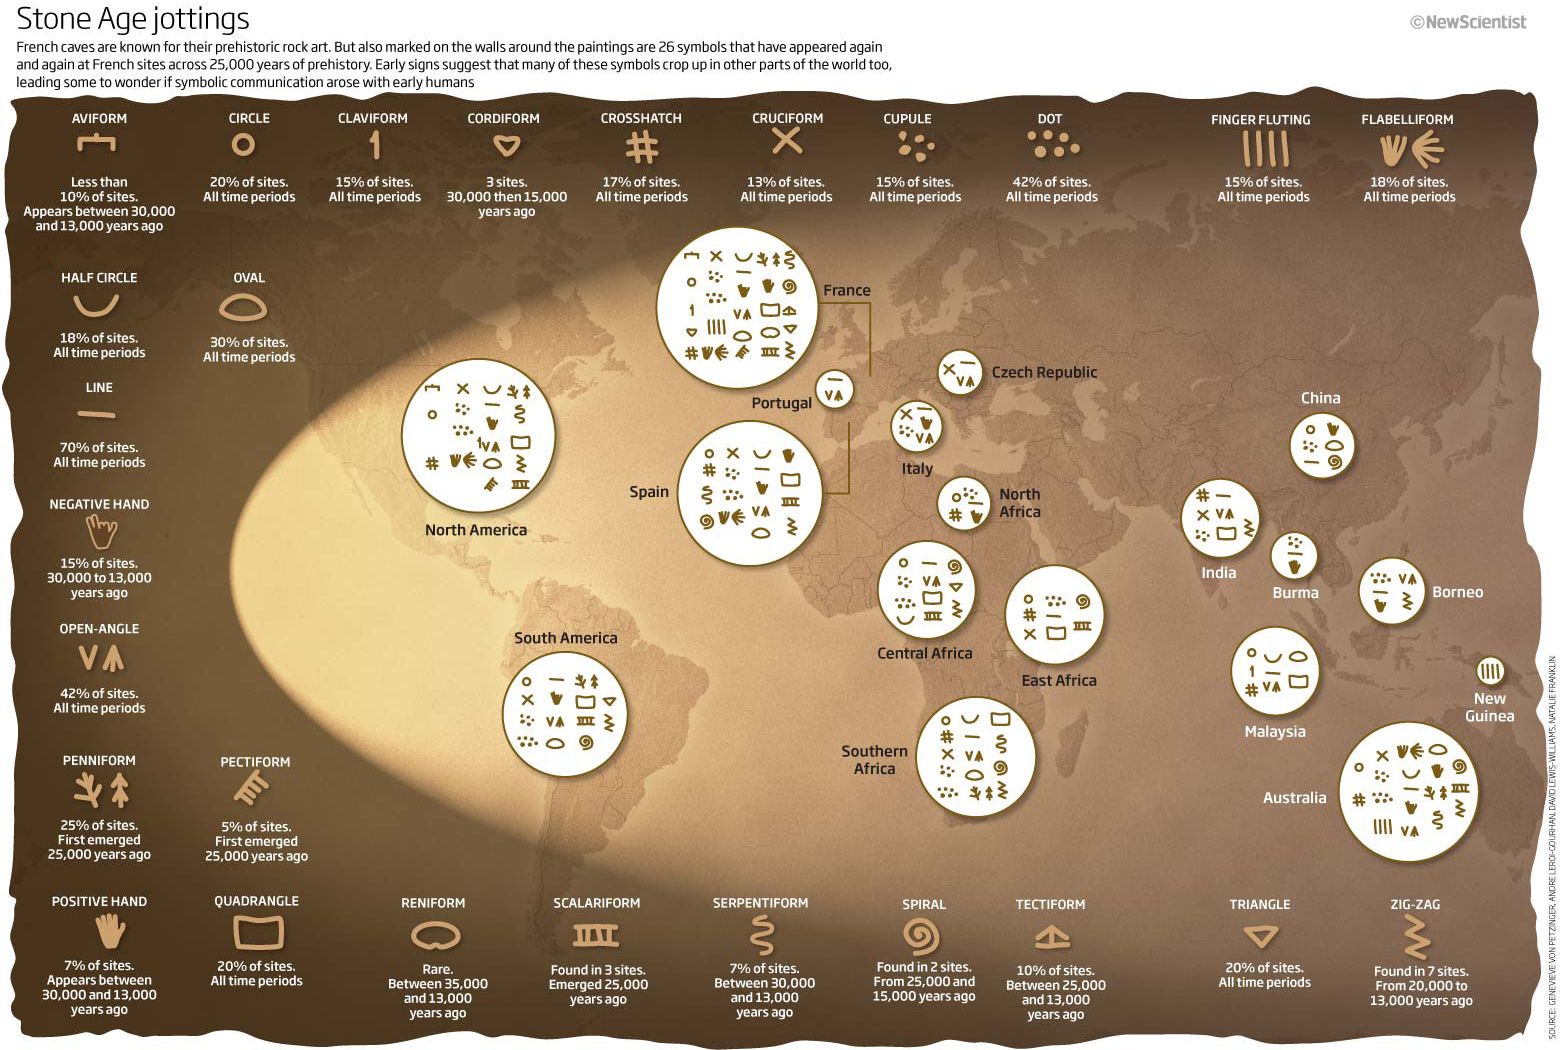 Stone Age jottings
©NewScientist
French caves are known for their prehistoric rock art. But also marked on the walls around the paintings are 26 symbols that have appeared again
and again at French sites across 25,000 years of prehistory. Early signs suggest that many of these symbols crop up in other parts of the world too,
leading some to wonder if symbolic communication arose with early humans
AVIFORM
Less than
10% of sites.
Appears between 30,000
and 13,000 years ago
CIRCLE
20% of sites.
All time periods
CLAVIFORM
15% of sites.
All time periods
CORDIFORM
3 sites.
30,000 then 15,000
years ago
CROSSHATCH
17% of sites.
All time periods
CRUCIFORM
13% of sites.
All time periods
CUPULE
15% of sites.
All time periods
DOT
42% of sites.
All time periods
FINGER FLUTING
15% of sites.
All time periods
FLABELLIFORM
18% of sites.
All time periods
HALF CIRCLE
18% of sites.
All time periods
OVAL
30% of sites.
All time periods
LINE
70% of sites.
All time periods
NEGATIVE HAND
15% of sites.
30,000 to 13,000
years ago
OPEN-ANGLE
42% of sites.
All time periods
PENNIFORM
25% of sites.
First emerged
25,000 years ago
PECTIFORM
5% of sites.
First emerged
25,000 years ago
France
Portugal
Czech Republic
Italy
Spain
North America
North
Africa
China
India
Burma
Borneo
Central Africa
East Africa
South America
Southern
Africa
Malaysia
New
Guinea
Australia
POSITIVE HAND
7% of sites.
Appears between
30,000 and 13,000
years ago
QUADRANGLE
20% of sites.
All time periods
RENIFORM
Rare.
Between 35,000
and 13,000
years ago
SCALARIFORM
Found in 3 sites.
Emerged 25,000
years ago
SERPENTIFORM
7% of sites.
Between 30,000
and 13,000
years ago
SPIRAL
Found in 2 sites.
From 25,000 and
15,000 years ago
TECTIFORM
10% of sites.
Between 25,000
and 13,000
years ago
TRIANGLE
20% of sites.
All time periods
ZIG-ZAG
Found in 7 sites.
From 20,000 to
13,000 years ago
SOURCE: GENEVIEVE VON PETZINGER, ANDRE LEROI-GOURHAN, DAVID LEWIS-WILLIAMS, NATALIE FRANKLIN